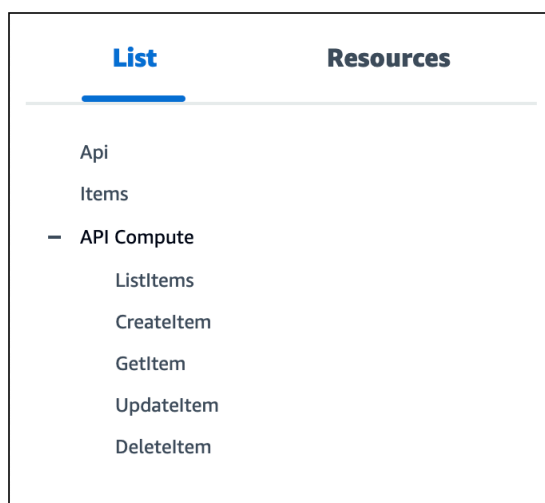 List Resources
Api
Items
– API Compute
ListItems
CreateItem
GetItem
UpdateItem
DeleteItem